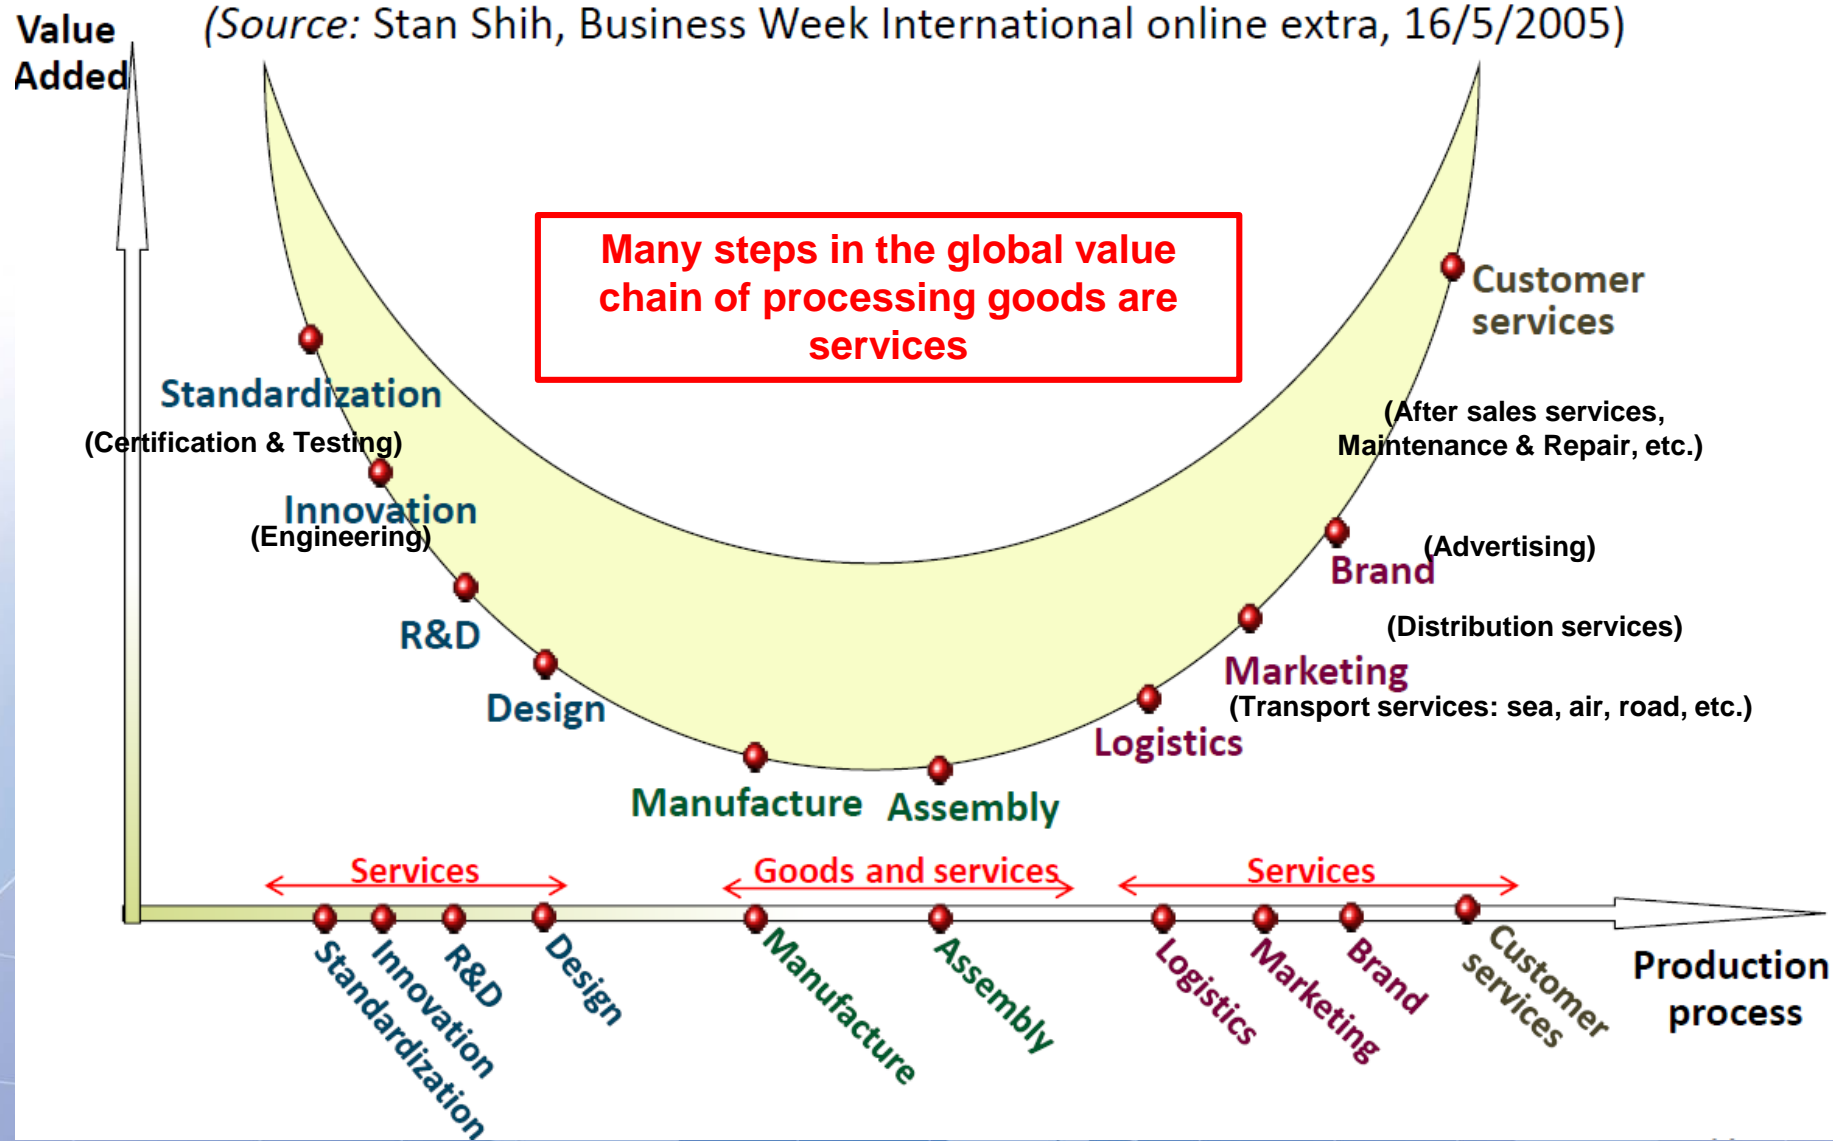 Value
Added
(Source: Stan Shih, Business Week International online extra, 16/5/2005)
Many steps in the global value
chain of processing goods are
services
Customer
services
Standardization
(Certification & Testing)
(After sales services,
Maintenance & Repair, etc.)
Innovation
(Engineering)
(Advertising)
Brand
R&D
(Distribution services)
Marketing
Design
(Transport services: sea, air, road, etc.)
Logistics
Manufacture
Assembly
Services
Goods and services
Services
Standardization
Innovation
R&D
Design
Manufacture
Assembly
Logistics
Marketing
Brand
Customer
services
Production
process